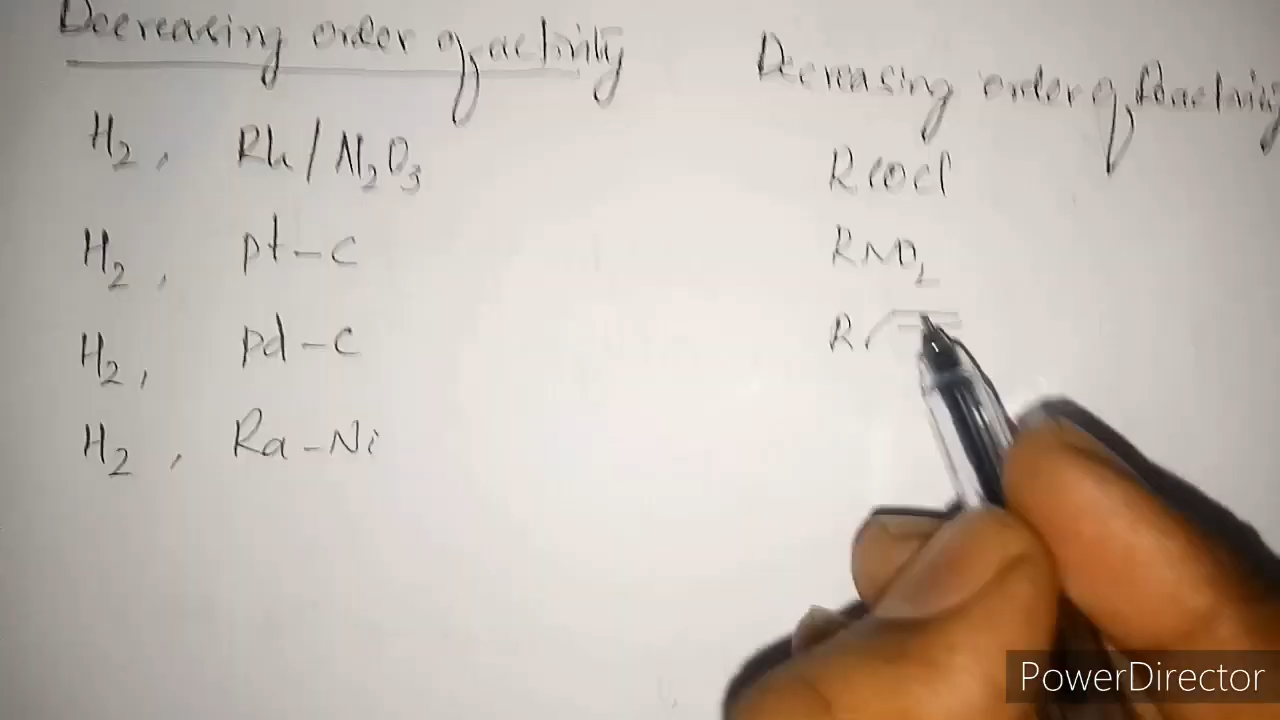 Decreasing order of activity
H2, Rh/Al2O3
H2, Pt-C
H2, Pd-C
H2, Ra-Ni
Decreasing order of
RCOCl
RNO2
R
PowerDirector